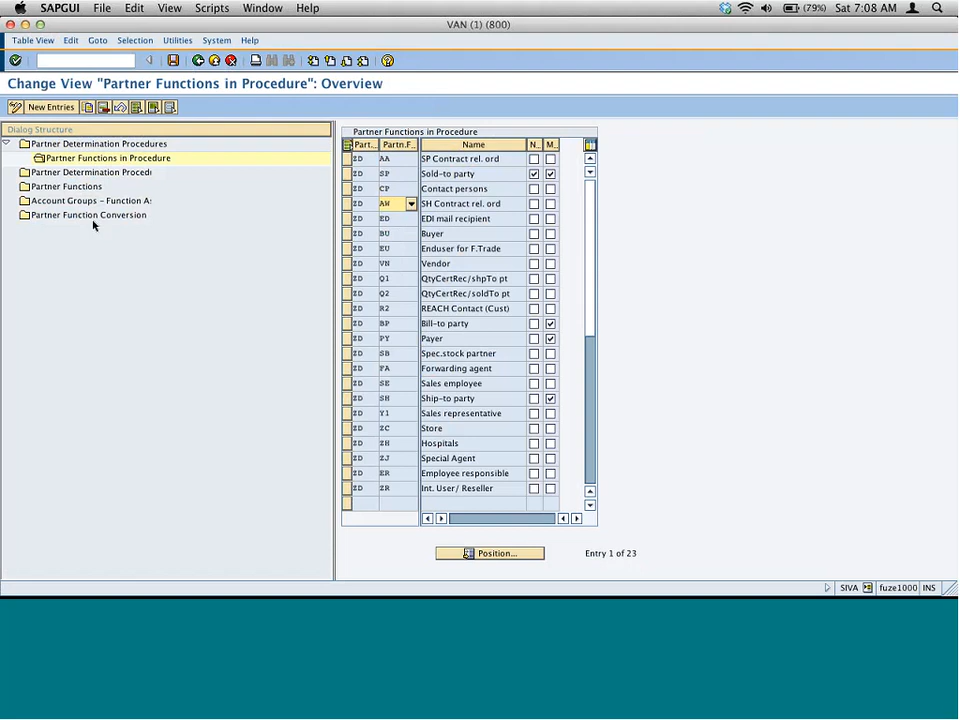 SAPGUI File Edit View Scripts Window Help (79%) Sat 7:08 AM
VAN (1) (800)
Table View Edit Goto Selection Utilities System Help
Change View "Partner Functions in Procedure": Overview
New Entries
Dialog Structure
Partner Determination Procedures
Partner Functions in Procedure
Partner Determination Procedu
Partner Functions
Account Groups - Function As
Partner Function Conversion
Partner Functions in Procedure
Part... Partn.F.. Name N.. M..
ZD AA SP Contract rel. ord
ZD SP Sold-to party
ZD CP Contact persons
ZD AW SH Contract rel. ord
ZD ED EDI mail recipient
ZD BU Buyer
ZD EU Enduser for F.Trade
ZD VN Vendor
ZD Q1 QtyCertRec/shpTo pt
ZD Q2 QtyCertRec/soldTo pt
ZD R2 REACH Contact (Cust)
ZD BP Bill-to party
ZD PY Payer
ZD SB Spec.stock partner
ZD FA Forwarding agent
ZD SE Sales employee
ZD SH Ship-to party
ZD Y1 Sales representative
ZD ZC Store
ZD ZH Hospitals
ZD ZJ Special Agent
ZD ER Employee responsible
ZD ZR Int. User/ Reseller
Position... Entry 1 of 23
SIVA fuze1000 INS